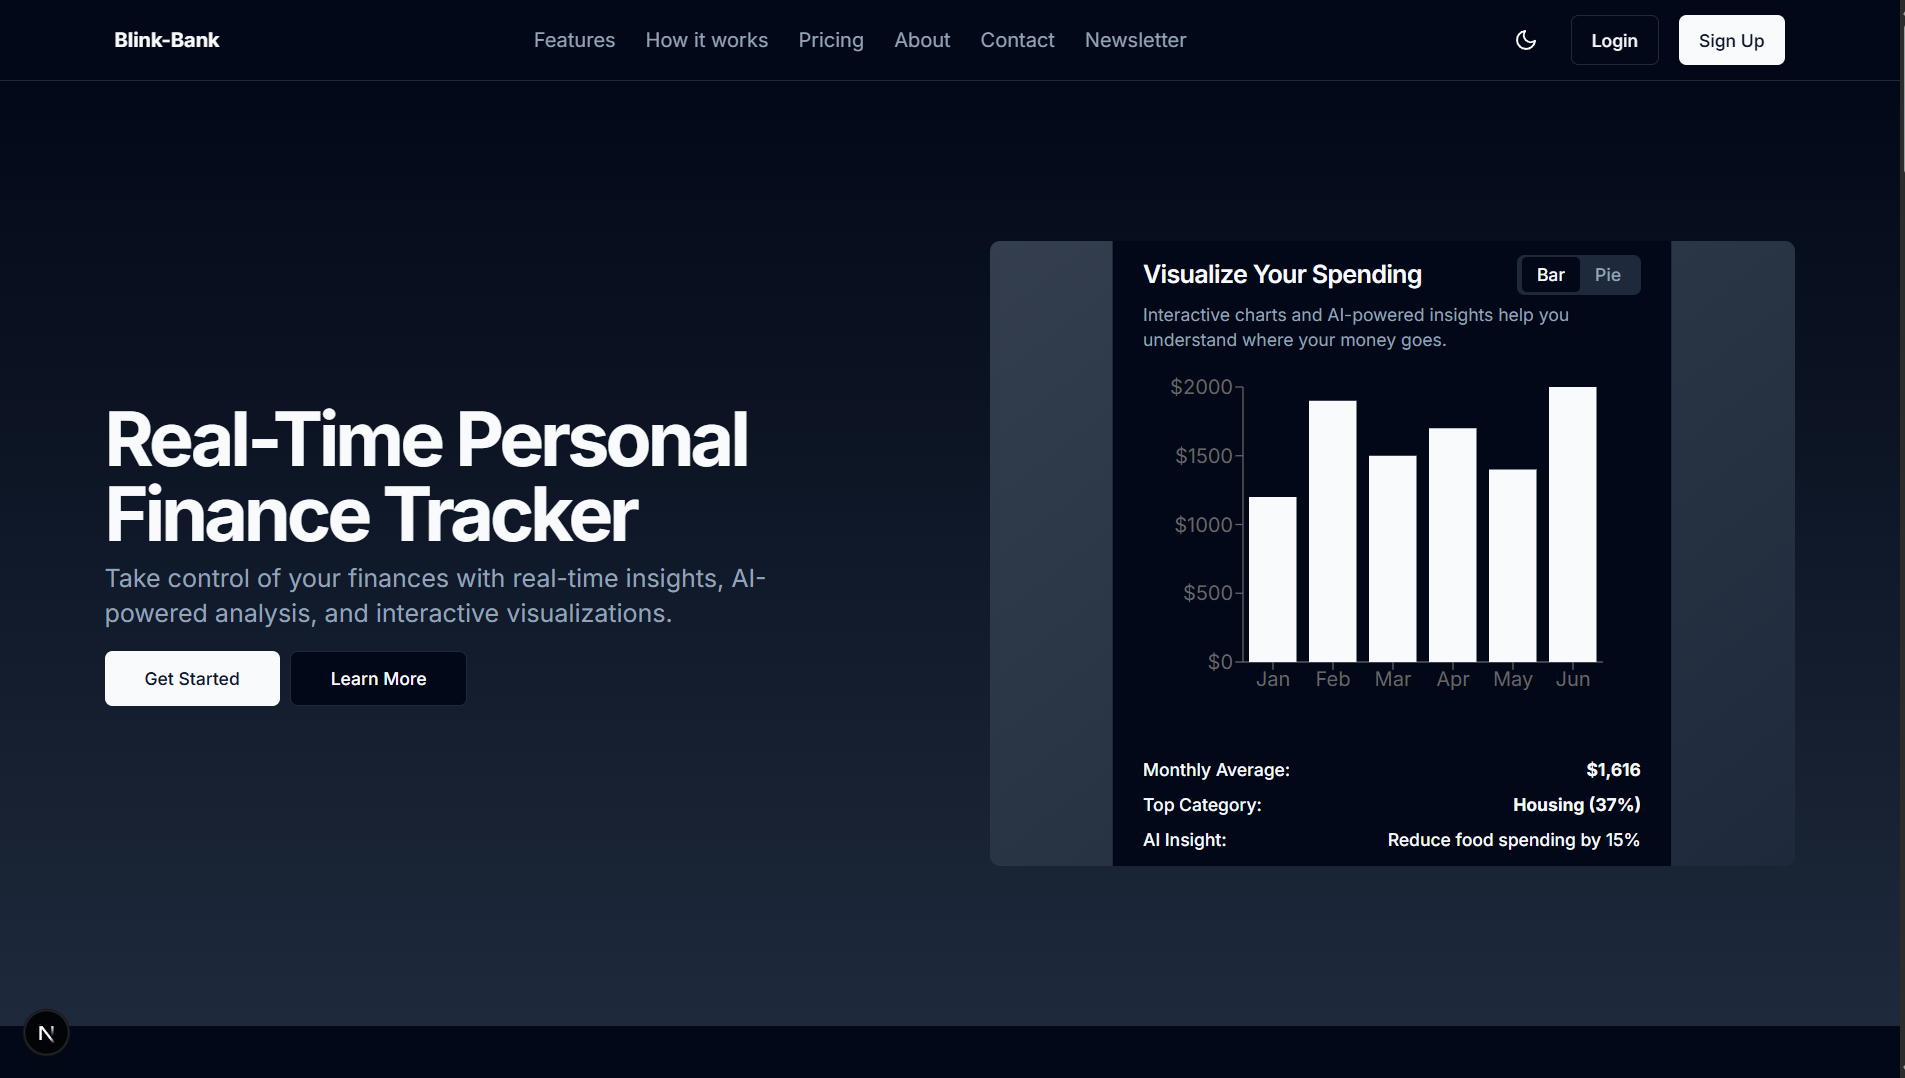 Blink-Bank
Features
How it works
Pricing
About
Contact
Newsletter
Login
Sign Up
Real-Time Personal
Finance Tracker
Take control of your finances with real-time insights, AI-
powered analysis, and interactive visualizations.
Get Started
Learn More
Visualize Your Spending
Bar
Pie
Interactive charts and AI-powered insights help you
understand where your money goes.
$2000
$1500
$1000
$500
$0
Jan
Feb
Mar
Apr
May
Jun
Monthly Average:
$1,616
Top Category:
Housing (37%)
AI Insight:
Reduce food spending by 15%
N